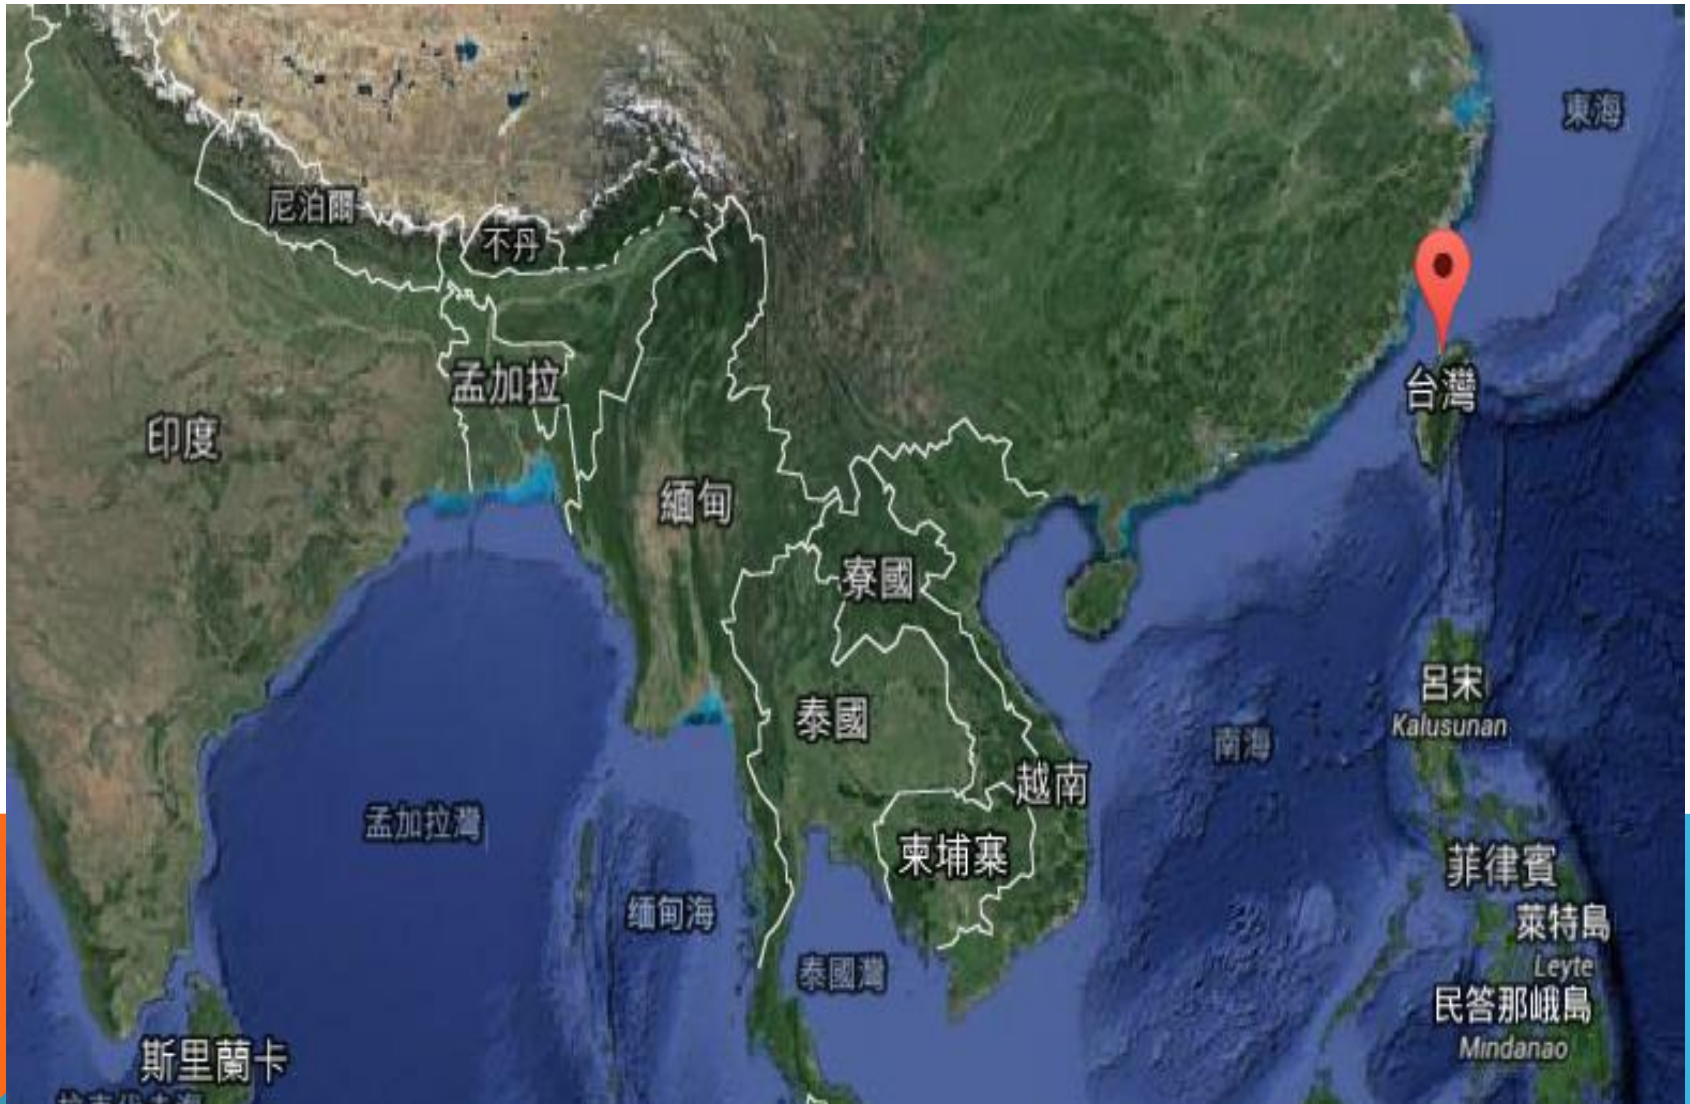 東海
尼泊爾
不丹
孟加拉
台灣
印度
緬甸
寮國
呂宋
Kalusunan
泰國
南海
越南
孟加拉灣
柬埔寨
菲律賓
缅甸海
萊特島
Leyte
泰國灣
民答那峨島
Mindanao
斯里蘭卡